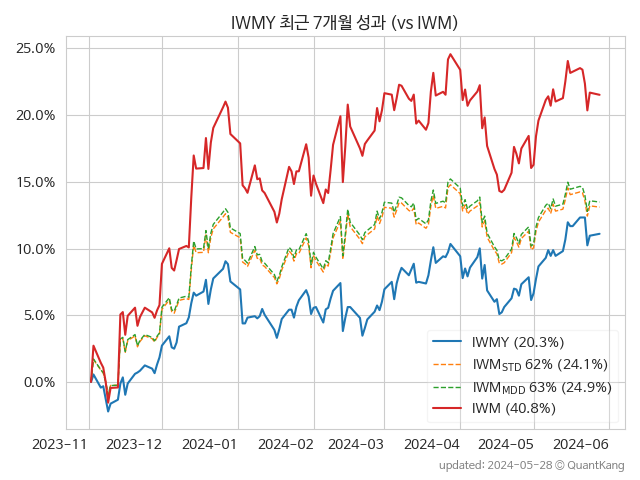 IWMY 최근 7개월 성과 (vs IWM)
25.0%
20.0%
15.0%
10.0%
5.0%
0.0%
IWMY (20.3%)
IWM_STD 62% (24.1%)
IWM_MDD 63% (24.9%)
IWM (40.8%)
2023-11 2023-12 2024-01 2024-02 2024-03 2024-04 2024-05 2024-06
updated: 2024-05-28 © QuantKang